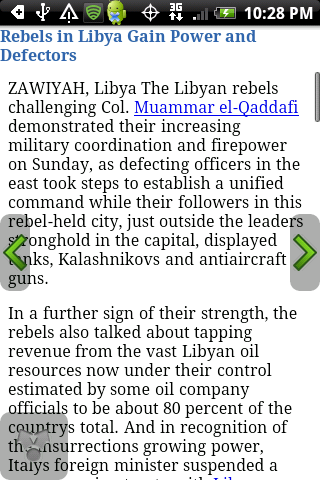 3G
10:28 PM
Rebels in Libya Gain Power and
Defectors
ZAWIYAH, Libya The Libyan rebels
challenging Col. Muammar el-Qaddafi
demonstrated their increasing
military coordination and firepower
on Sunday, as defecting officers in the
east took steps to establish a unified
command while their followers in this
rebel-held city, just outside the leaders
stronghold in the capital, displayed
tanks, Kalashnikovs and antiaircraft
guns.
In a further sign of their strength, the
rebels also talked about tapping
revenue from the vast Libyan oil
resources now under their control
estimated by some oil company
officials to be about 80 percent of the
countrys total. And in recognition of
the insurrections growing power,
Italys foreign minister suspended a